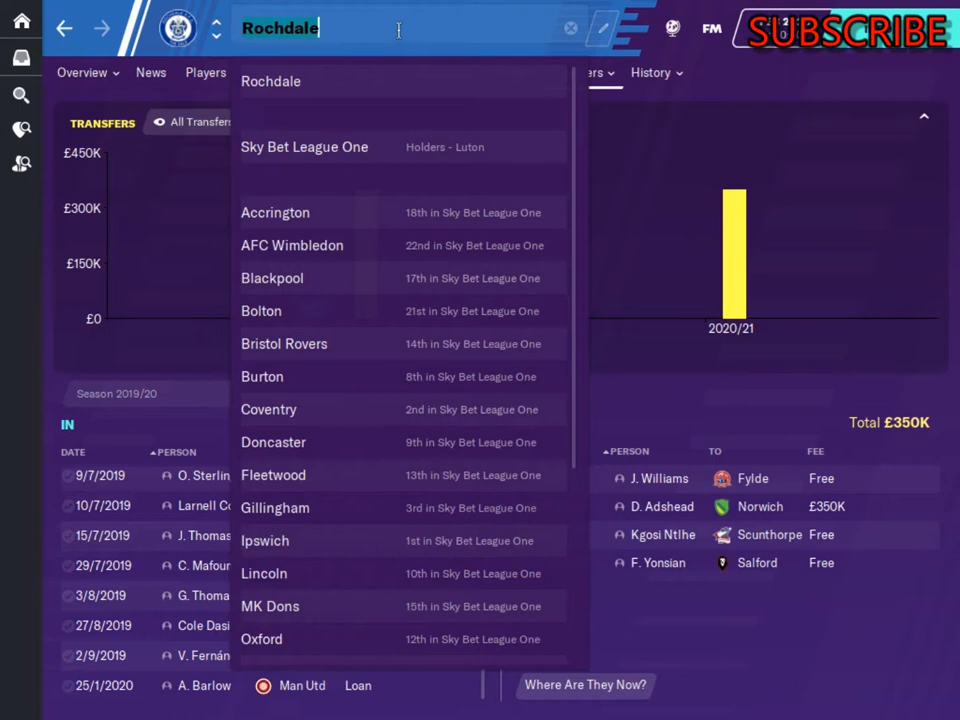 Rochdale
FM
SUBSCRIBE
Overview
News
Players
History
Rochdale
TRANSFERS
All Transfers
£450K
£300K
£150K
£0
2020/21
Sky Bet League One Holders - Luton
Accrington 18th in Sky Bet League One
AFC Wimbledon 22nd in Sky Bet League One
Blackpool 17th in Sky Bet League One
Bolton 21st in Sky Bet League One
Bristol Rovers 14th in Sky Bet League One
Burton 8th in Sky Bet League One
Coventry 2nd in Sky Bet League One
Doncaster 9th in Sky Bet League One
Fleetwood 13th in Sky Bet League One
Gillingham 3rd in Sky Bet League One
Ipswich 1st in Sky Bet League One
Lincoln 10th in Sky Bet League One
MK Dons 15th in Sky Bet League One
Oxford 12th in Sky Bet League One
Season 2019/20
IN
DATE PERSON
9/7/2019 O. Sterlin
10/7/2019 Larnell Co
15/7/2019 J. Thomas
29/7/2019 C. Mafour
3/8/2019 G. Thoma
27/8/2019 Cole Dasi
2/9/2019 V. Fernán
25/1/2020 A. Barlow Man Utd Loan
Total £350K
PERSON TO FEE
J. Williams Fylde Free
D. Adshead Norwich £350K
Kgosi Ntlhe Scunthorpe Free
F. Yonsian Salford Free
Where Are They Now?